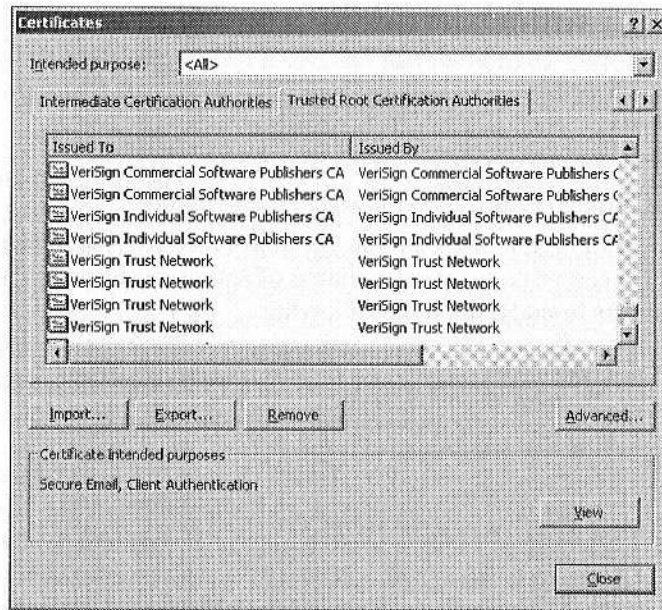 Certificates
Intended purpose: <All>
Intermediate Certification Authorities Trusted Root Certification Authorities
Issued To Issued By
VeriSign Commercial Software Publishers CA VeriSign Commercial Software Publishers C
VeriSign Commercial Software Publishers CA VeriSign Commercial Software Publishers C
VeriSign Individual Software Publishers CA VeriSign Individual Software Publishers CA
VeriSign Individual Software Publishers CA VeriSign Individual Software Publishers CA
VeriSign Trust Network VeriSign Trust Network
VeriSign Trust Network VeriSign Trust Network
VeriSign Trust Network VeriSign Trust Network
VeriSign Trust Network VeriSign Trust Network
Import... Export... Remove Advanced...
Certificate intended purposes
Secure Email, Client Authentication
View
Close